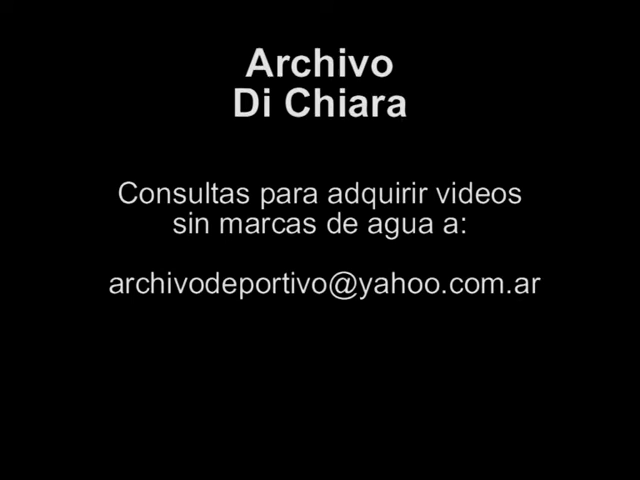 Archivo
Di Chiara
Consultas para adquirir videos
sin marcas de agua a:
archivodeportivo@yahoo.com.ar